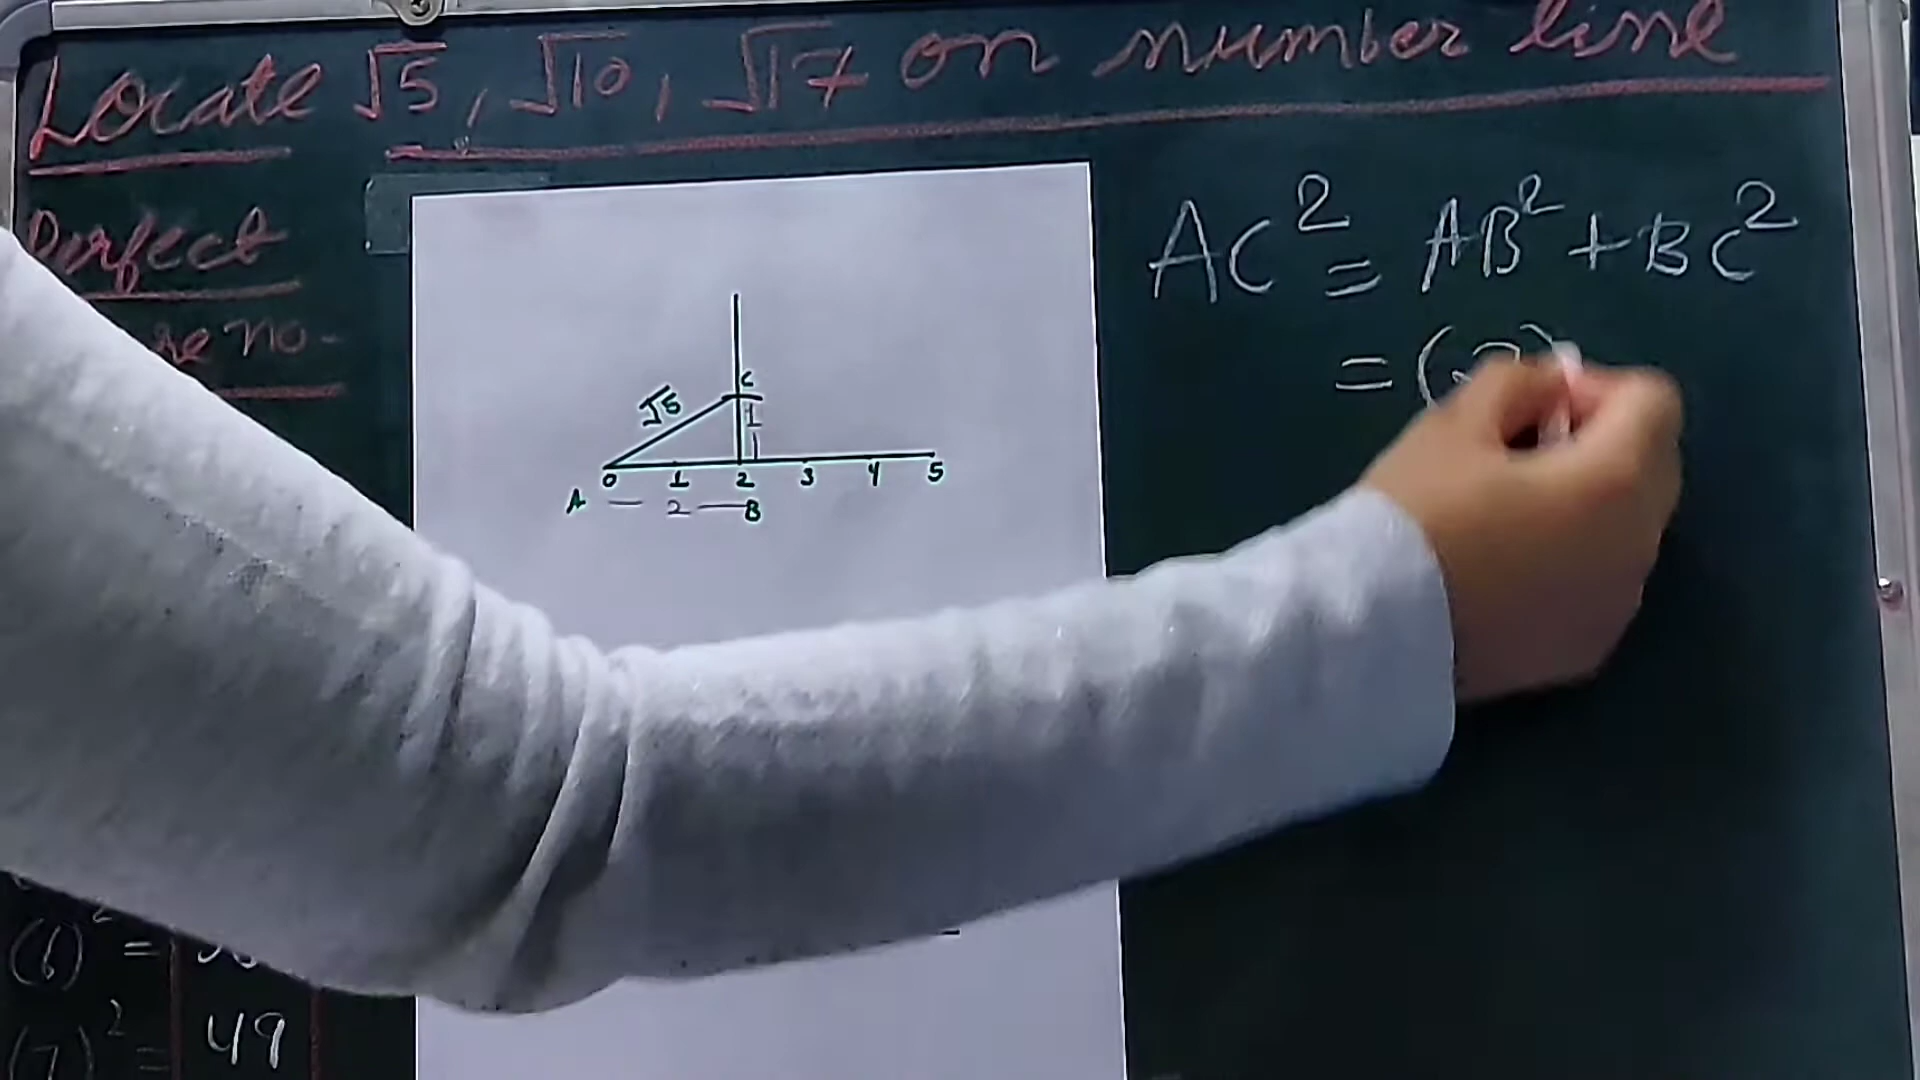 Locate √5, √10, √17 on number line
Perfect
re no-
AC² = AB² + BC²
= (2)
C
√5
1
0 1 2 3 4 5
A — 2 — B
(6)² =
(7)² = 49